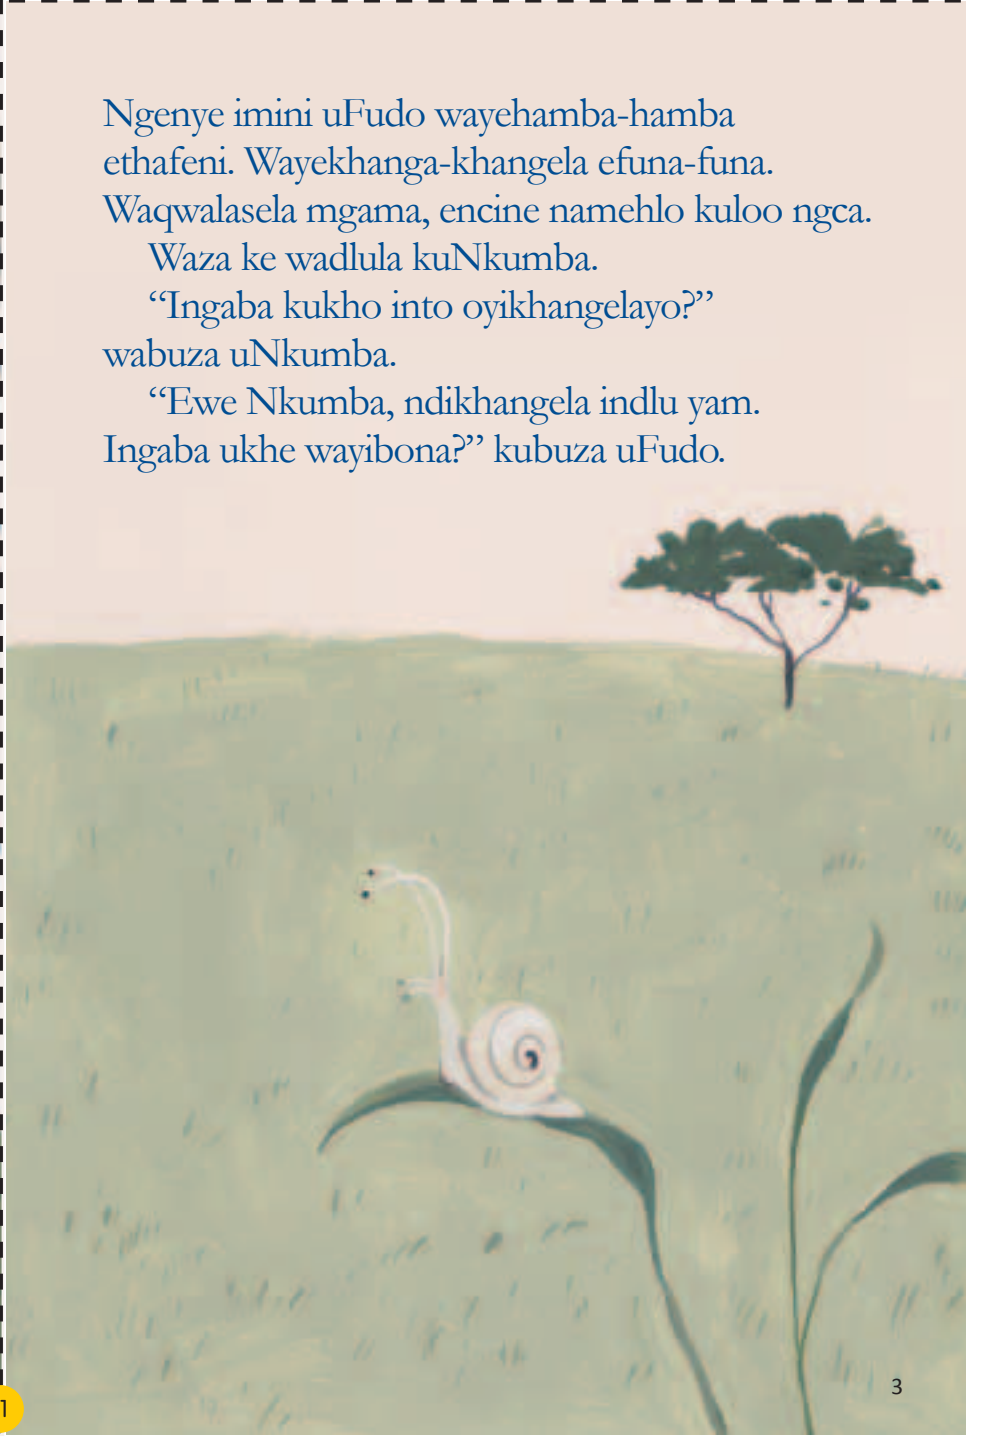 Ngenye imini uFudo wayehamba-hamba
ethafeni. Wayekhanga-khangela efuna-funa.
Waqwalasela mgama, encine namehlo kuloo ngca.
Waza ke wadlula kuNkumba.
“Ingaba kukho into oyikhangelayo?”
wabuza uNkumba.
“Ewe Nkumba, ndikhangela indlu yam.
Ingaba ukhe wayibona?” kubuza uFudo.
3
1